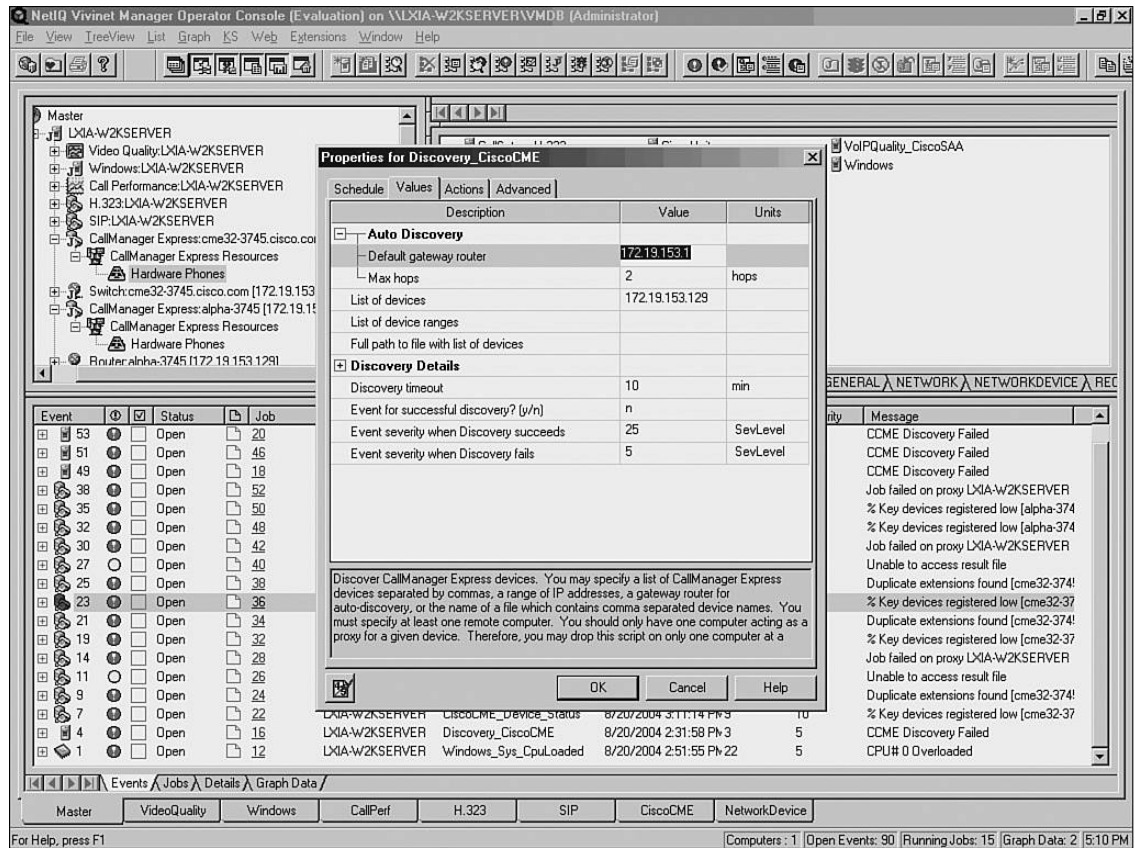 NetIQ Vivinet Manager Operator Console (Evaluation) on \\LXIA-W2KSERVER\VMDB (Administrator)
File View TreeView List Graph KS Web Extensions Window Help
Master
LXIA-W2KSERVER
Video Quality:LXIA-W2KSERVER
Windows:LXIA-W2KSERVER
Call Performance:LXIA-W2KSERVER
H.323:LXIA-W2KSERVER
SIP:LXIA-W2KSERVER
CallManager Express:cme32-3745.cisco.co
CallManager Express Resources
Hardware Phones
Switch:cme32-3745.cisco.com [172.19.153
CallManager Express:alpha-3745 [172.19.15
CallManager Express Resources
Hardware Phones
Router:alpha-3745 [172.19.153.129]
VoIPQuality_CiscoSAA
Windows
GENERAL NETWORK NETWORKDEVICE REC
Properties for Discovery_CiscoCME
Schedule Values Actions Advanced
Description Value Units
Auto Discovery
Default gateway router 172.19.153.1
Max hops 2 hops
List of devices 172.19.153.129
List of device ranges
Full path to file with list of devices
Discovery Details
Discovery timeout 10 min
Event for successful discovery? (y/n) n
Event severity when Discovery succeeds 25 SevLevel
Event severity when Discovery fails 5 SevLevel
Discover CallManager Express devices. You may specify a list of CallManager Express
devices separated by commas, a range of IP addresses, a gateway router for
auto-discovery, or the name of a file which contains comma separated device names. You
must specify at least one remote computer. You should only have one computer acting as a
proxy for a given device. Therefore, you may drop this script on only one computer at a
OK Cancel Help
Event Status Job rity Message
53 Open 20 CCME Discovery Failed
51 Open 46 CCME Discovery Failed
49 Open 18 CCME Discovery Failed
38 Open 52 Job failed on proxy LXIA-W2KSERVER
35 Open 50 % Key devices registered low [alpha-374
32 Open 48 % Key devices registered low [alpha-374
30 Open 42 Job failed on proxy LXIA-W2KSERVER
27 Open 40 Unable to access result file
25 Open 38 Duplicate extensions found [cme32-374!
23 Open 36 % Key devices registered low [cme32-37
21 Open 34 Duplicate extensions found [cme32-374!
19 Open 32 % Key devices registered low [cme32-37
14 Open 28 Job failed on proxy LXIA-W2KSERVER
11 Open 26 Unable to access result file
9 Open 24 Duplicate extensions found [cme32-374!
7 Open 22 LXIA-W2KSERVER CiscoCME_Device_Status 8/20/2004 3:11:14 PM 9 10 % Key devices registered low [cme32-37
4 Open 16 LXIA-W2KSERVER Discovery_CiscoCME 8/20/2004 2:31:58 PM 3 5 CCME Discovery Failed
1 Open 12 LXIA-W2KSERVER Windows_Sys_CpuLoaded 8/20/2004 2:51:55 PM 22 5 CPU# 0 Overloaded
Events Jobs Details Graph Data
Master VideoQuality Windows CallPerf H.323 SIP CiscoCME NetworkDevice
For Help, press F1 Computers : 1 Open Events: 90 Running Jobs: 15 Graph Data: 2 5:10 PM